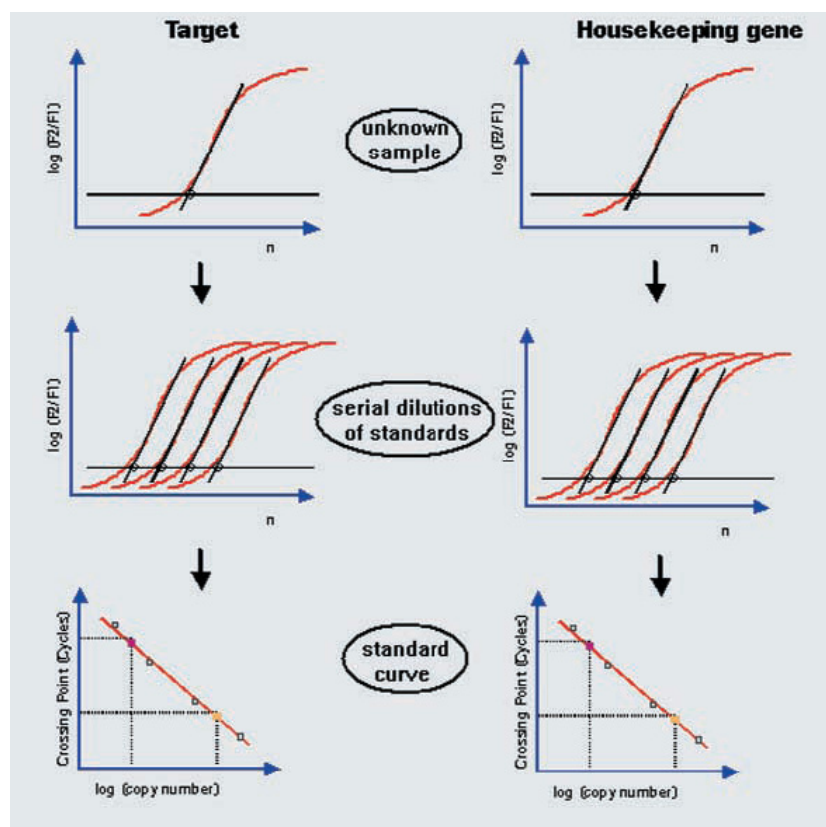 Target
Housekeeping gene
log (F2/F1)
n
unknown
sample
log (F2/F1)
n
log (F2/F1)
n
serial dilutions
of standards
log (F2/F1)
n
Crossing Point (Cycles)
log (copy number)
standard
curve
Crossing Point (Cycles)
log (copy number)